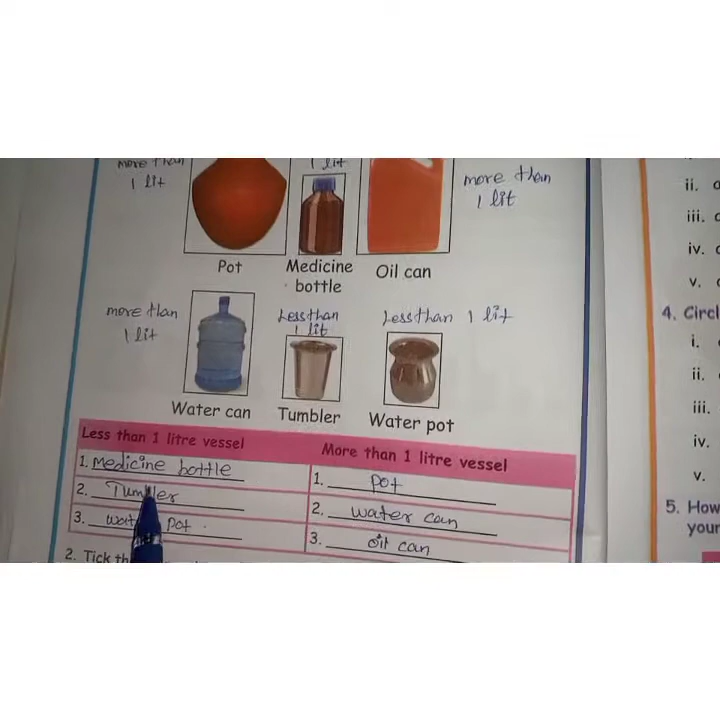 more than
1 lit
1 lit
more than
1 lit
Pot
Medicine
bottle
Oil can
more than
1 lit
Less than
1 lit
Less than 1 lit
Water can
Tumbler
Water pot
Less than 1 litre vessel
More than 1 litre vessel
1. Medicine bottle
1. pot
2. Tumbler
2. water can
3. pot
3. oil can
2. Tick
ii.
iii.
iv.
v.
4. Circl
i.
ii.
iii.
iv.
v.
5. How
your